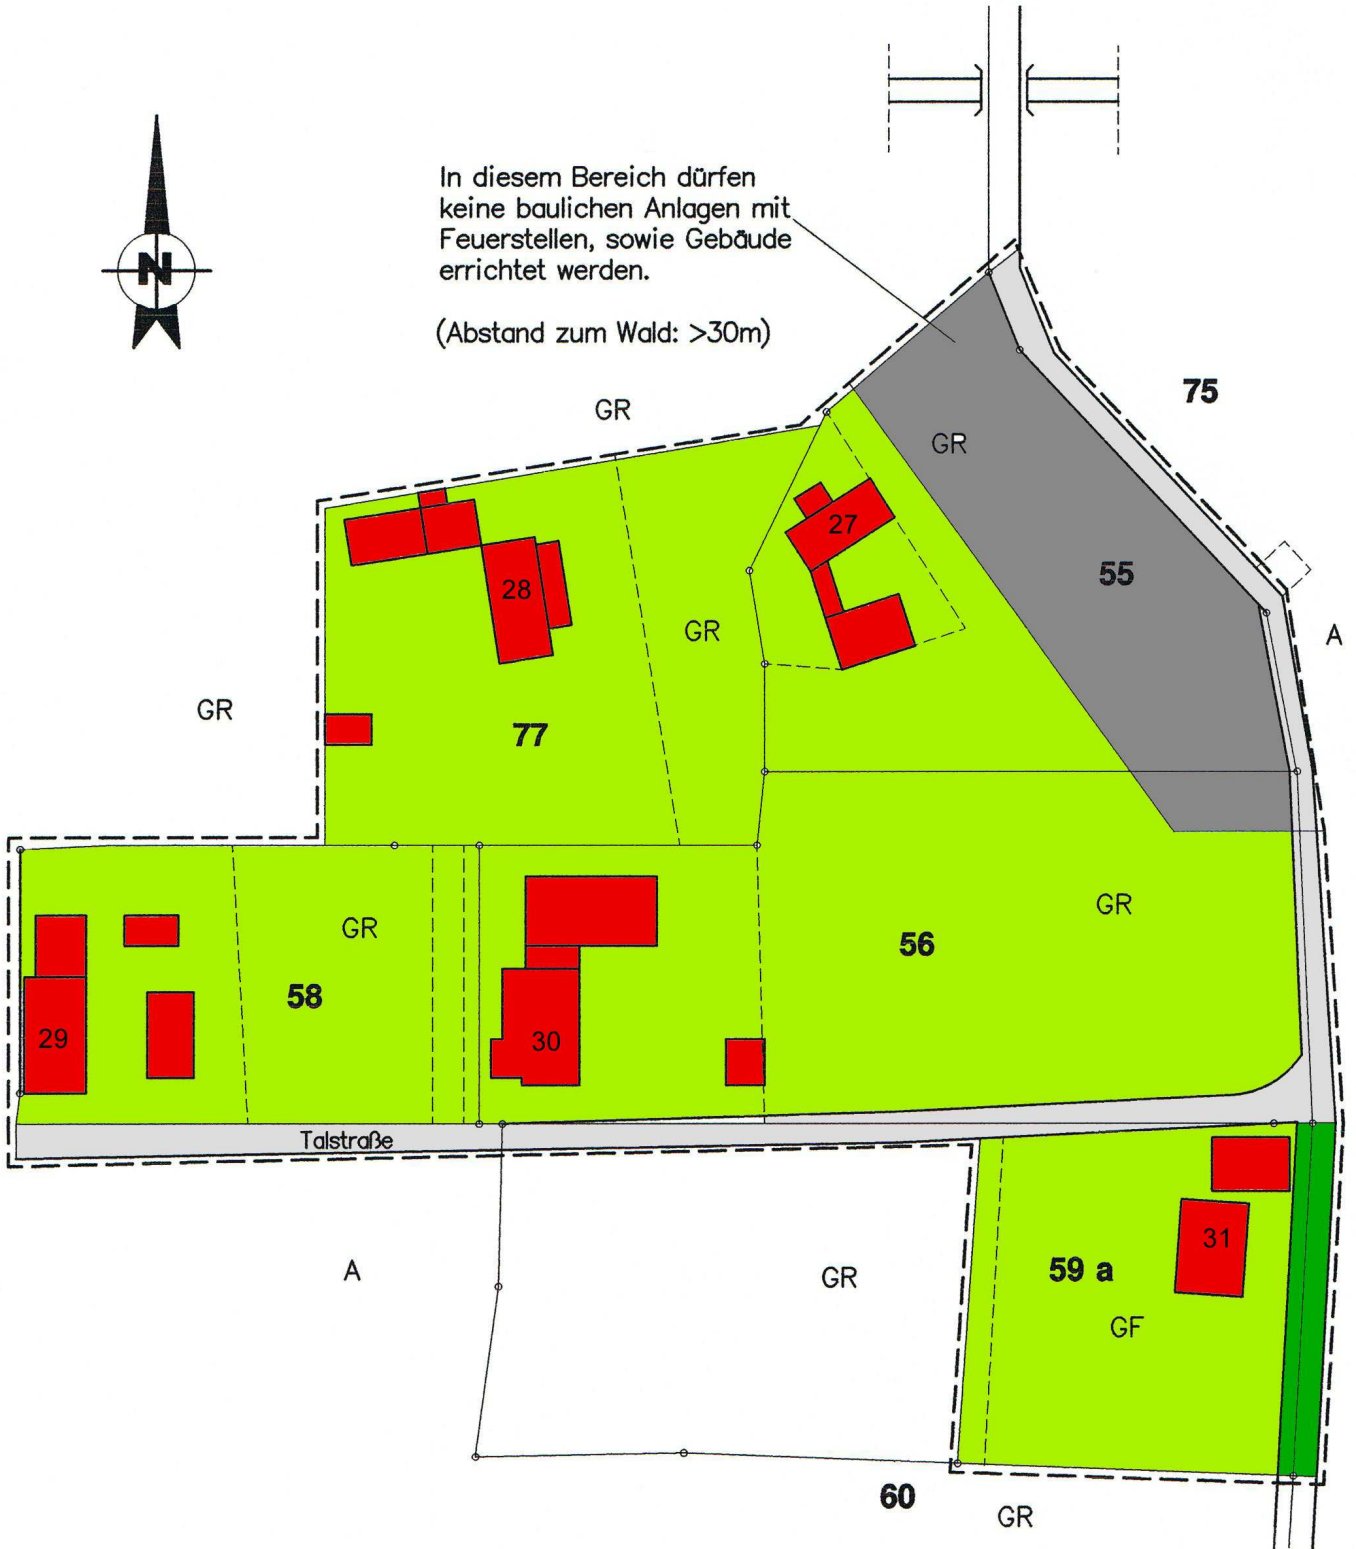 In diesem Bereich dürfen
keine baulichen Anlagen mit
Feuerstellen, sowie Gebäude
errichtet werden.
(Abstand zum Wald: >30m)
N
75
GR
GR
27
55
28
GR
A
GR
77
GR
GR
56
58
29
30
Talstraße
31
A
GR
59 a
GF
60
GR